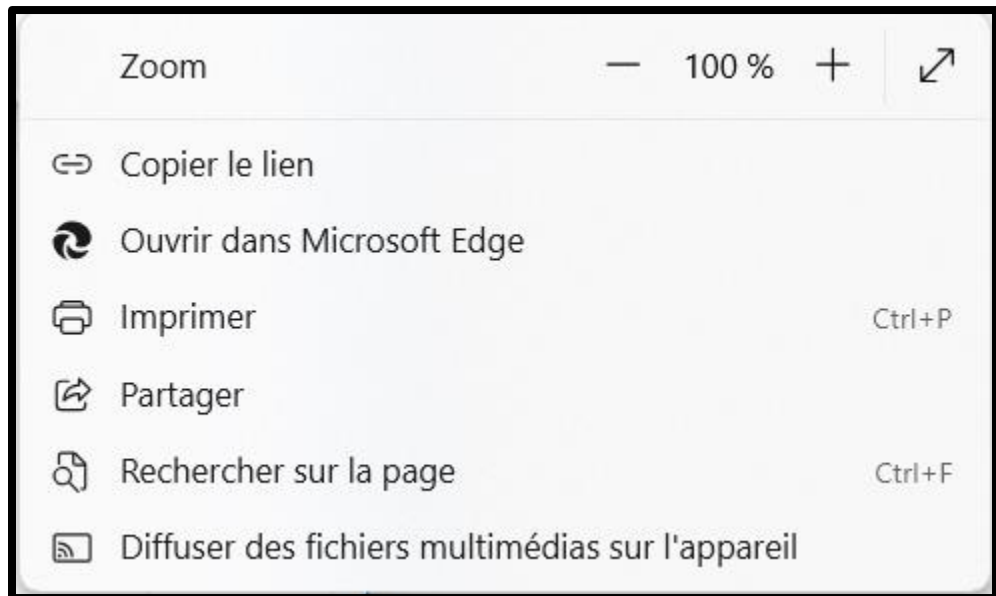 Zoom — 100 % +
Copier le lien
Ouvrir dans Microsoft Edge
Imprimer Ctrl+P
Partager
Rechercher sur la page Ctrl+F
Diffuser des fichiers multimédias sur l'appareil